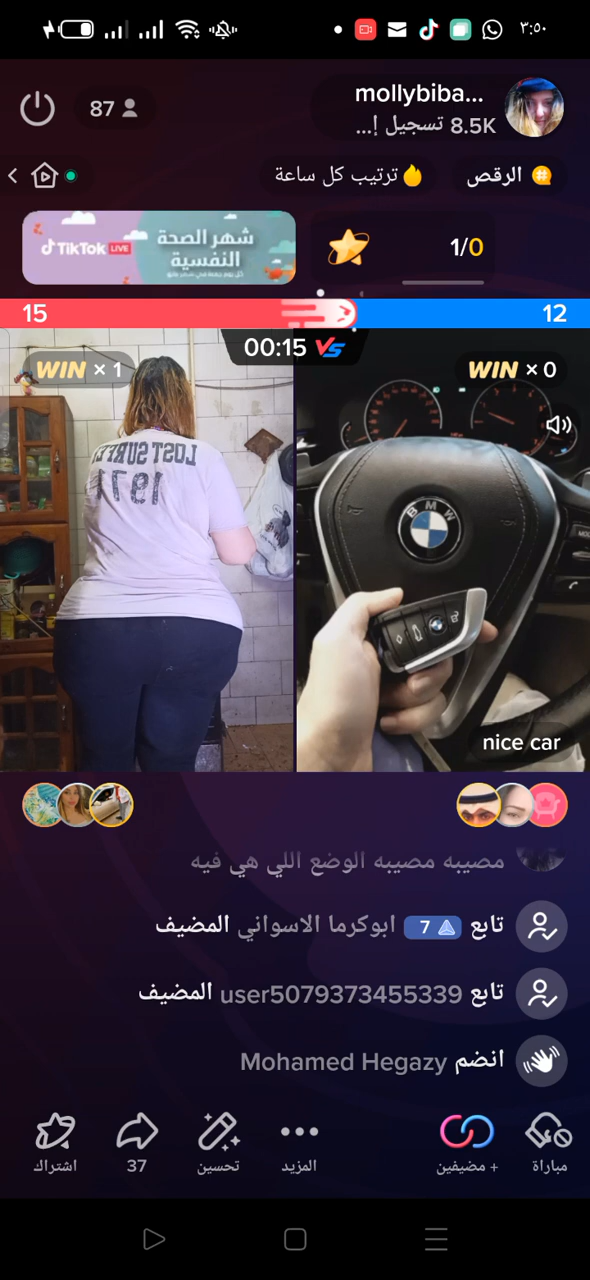 ٣:٥٠
mollybiba...
8.5K تسجيل إ...
87
الرقص
ترتيب كل ساعة
TikTok LIVE
شهر الصحة
النفسية
1/0
15
12
00:15 VS
WIN × 1
WIN × 0
LOST SURF
1971
BMW
nice car
مصيبه مصيبه الوضع اللي هي فيه
تابع 7 ابوكرما الاسواني المضيف
تابع user5079373455339 المضيف
انضم Mohamed Hegazy
مباراة
+ مضيفين
المزيد
تحسين
37
اشتراك